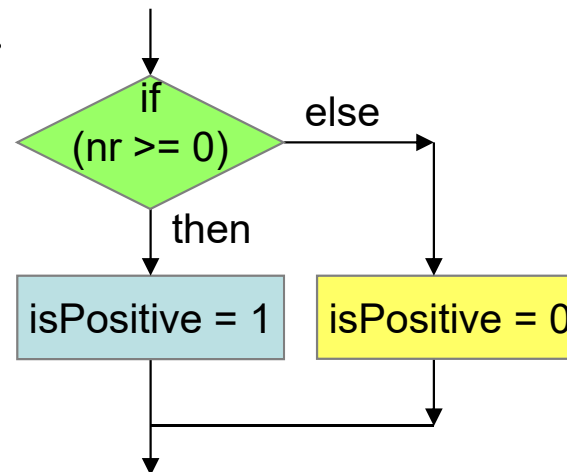 if
(nr >= 0)
else
then
isPositive = 1
isPositive = 0